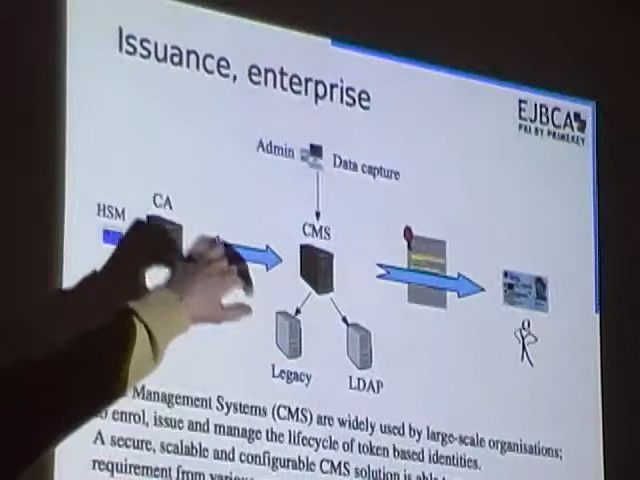 Issuance, enterprise
EJBCA
PKI BY PRIMEKEY
Admin
Data capture
HSM
CA
CMS
Legacy
LDAP
Management Systems (CMS) are widely used by large-scale organisations;
enrol, issue and manage the lifecycle of token based identities.
A secure, scalable and configurable CMS solution is
requirement from